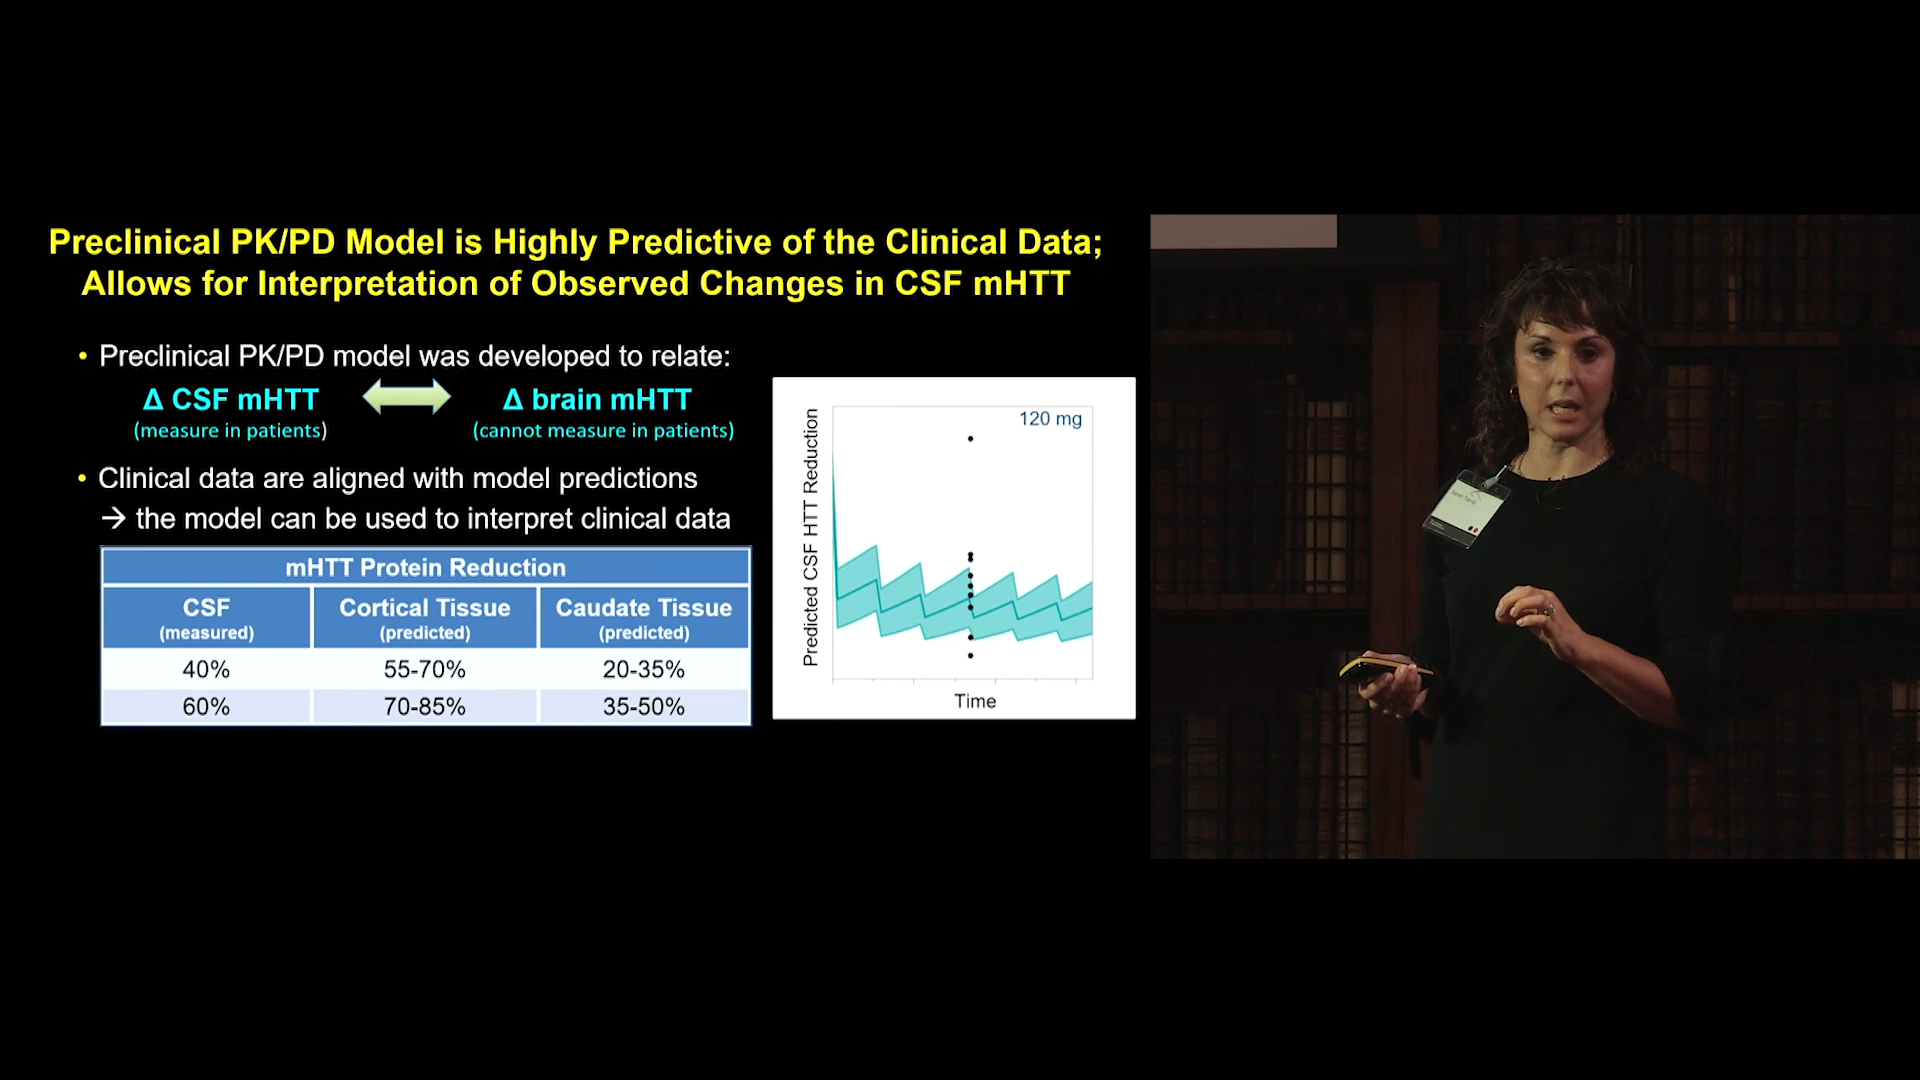 Preclinical PK/PD Model is Highly Predictive of the Clinical Data;
Allows for Interpretation of Observed Changes in CSF mHTT
• Preclinical PK/PD model was developed to relate:
Δ CSF mHTT Δ brain mHTT
(measure in patients) (cannot measure in patients)
• Clinical data are aligned with model predictions
→ the model can be used to interpret clinical data
mHTT Protein Reduction
CSF Cortical Tissue Caudate Tissue
(measured) (predicted) (predicted)
40% 55-70% 20-35%
60% 70-85% 35-50%
120 mg
Predicted CSF HTT Reduction
Time